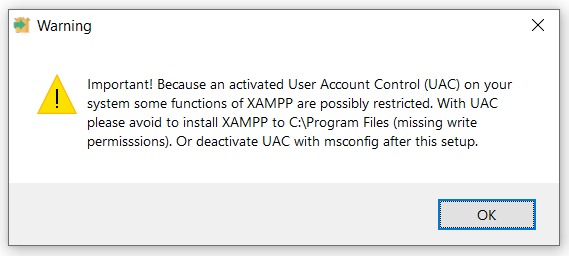 Warning
Important! Because an activated User Account Control (UAC) on your
system some functions of XAMPP are possibly restricted. With UAC
please avoid to install XAMPP to C:\Program Files (missing write
permisssions). Or deactivate UAC with msconfig after this setup.
OK